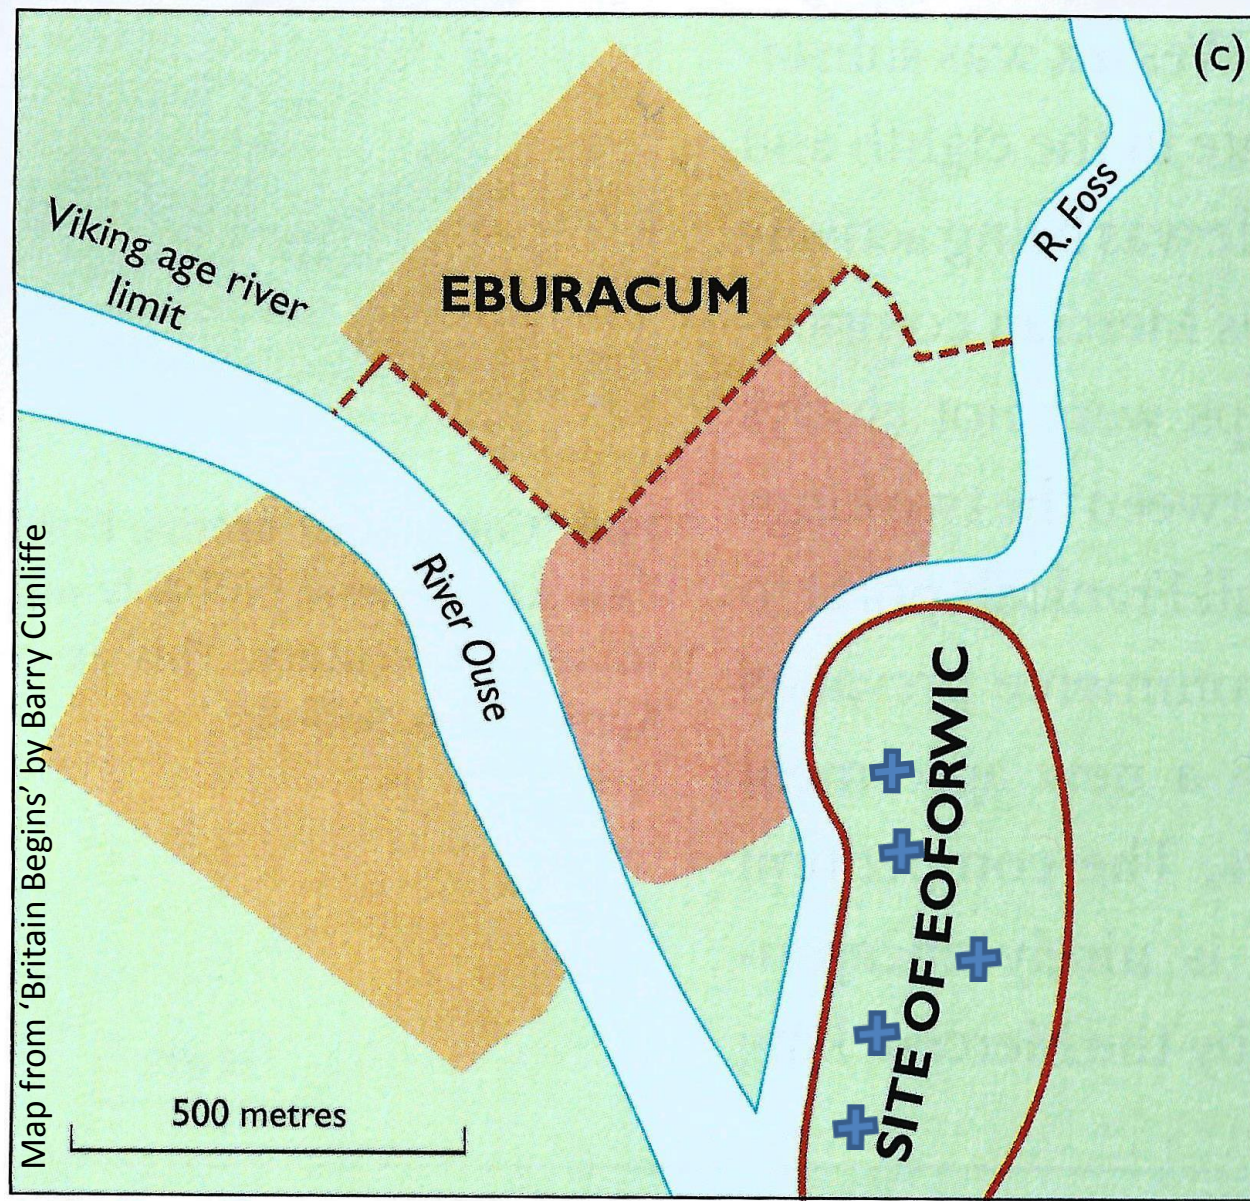 (c)
Viking age river
limit
EBURACUM
R. Foss
River Ouse
SITE OF EOFORWIC
500 metres
Map from ‘Britain Begins’ by Barry Cunliffe